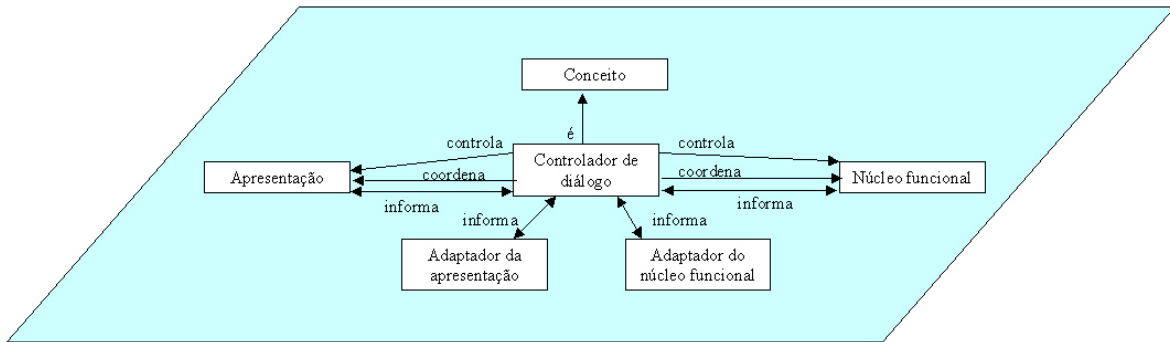 Conceito
é
controla
controla
Controlador de
diálogo
Apresentação
coordena
coordena
Núcleo funcional
informa
informa
informa
informa
Adaptador da
apresentação
Adaptador do
núcleo funcional